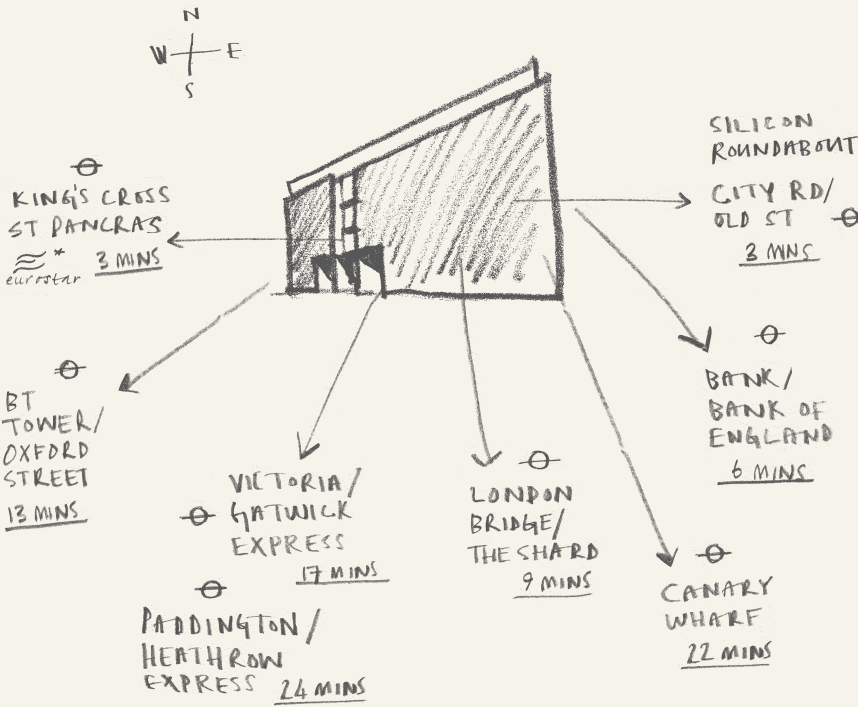 N
W E
S
SILICON
ROUNDABOUT
CITY RD/
OLD ST
3 MINS
KING'S CROSS
ST PANCRAS
eurostar
* 3 MINS
BANK/
BANK OF
ENGLAND
6 MINS
BT
TOWER/
OXFORD
STREET
13 MINS
VICTORIA/
GATWICK
EXPRESS
17 MINS
LONDON
BRIDGE/
THE SHARD
9 MINS
CANARY
WHARF
22 MINS
PADDINGTON/
HEATHROW
EXPRESS 24 MINS